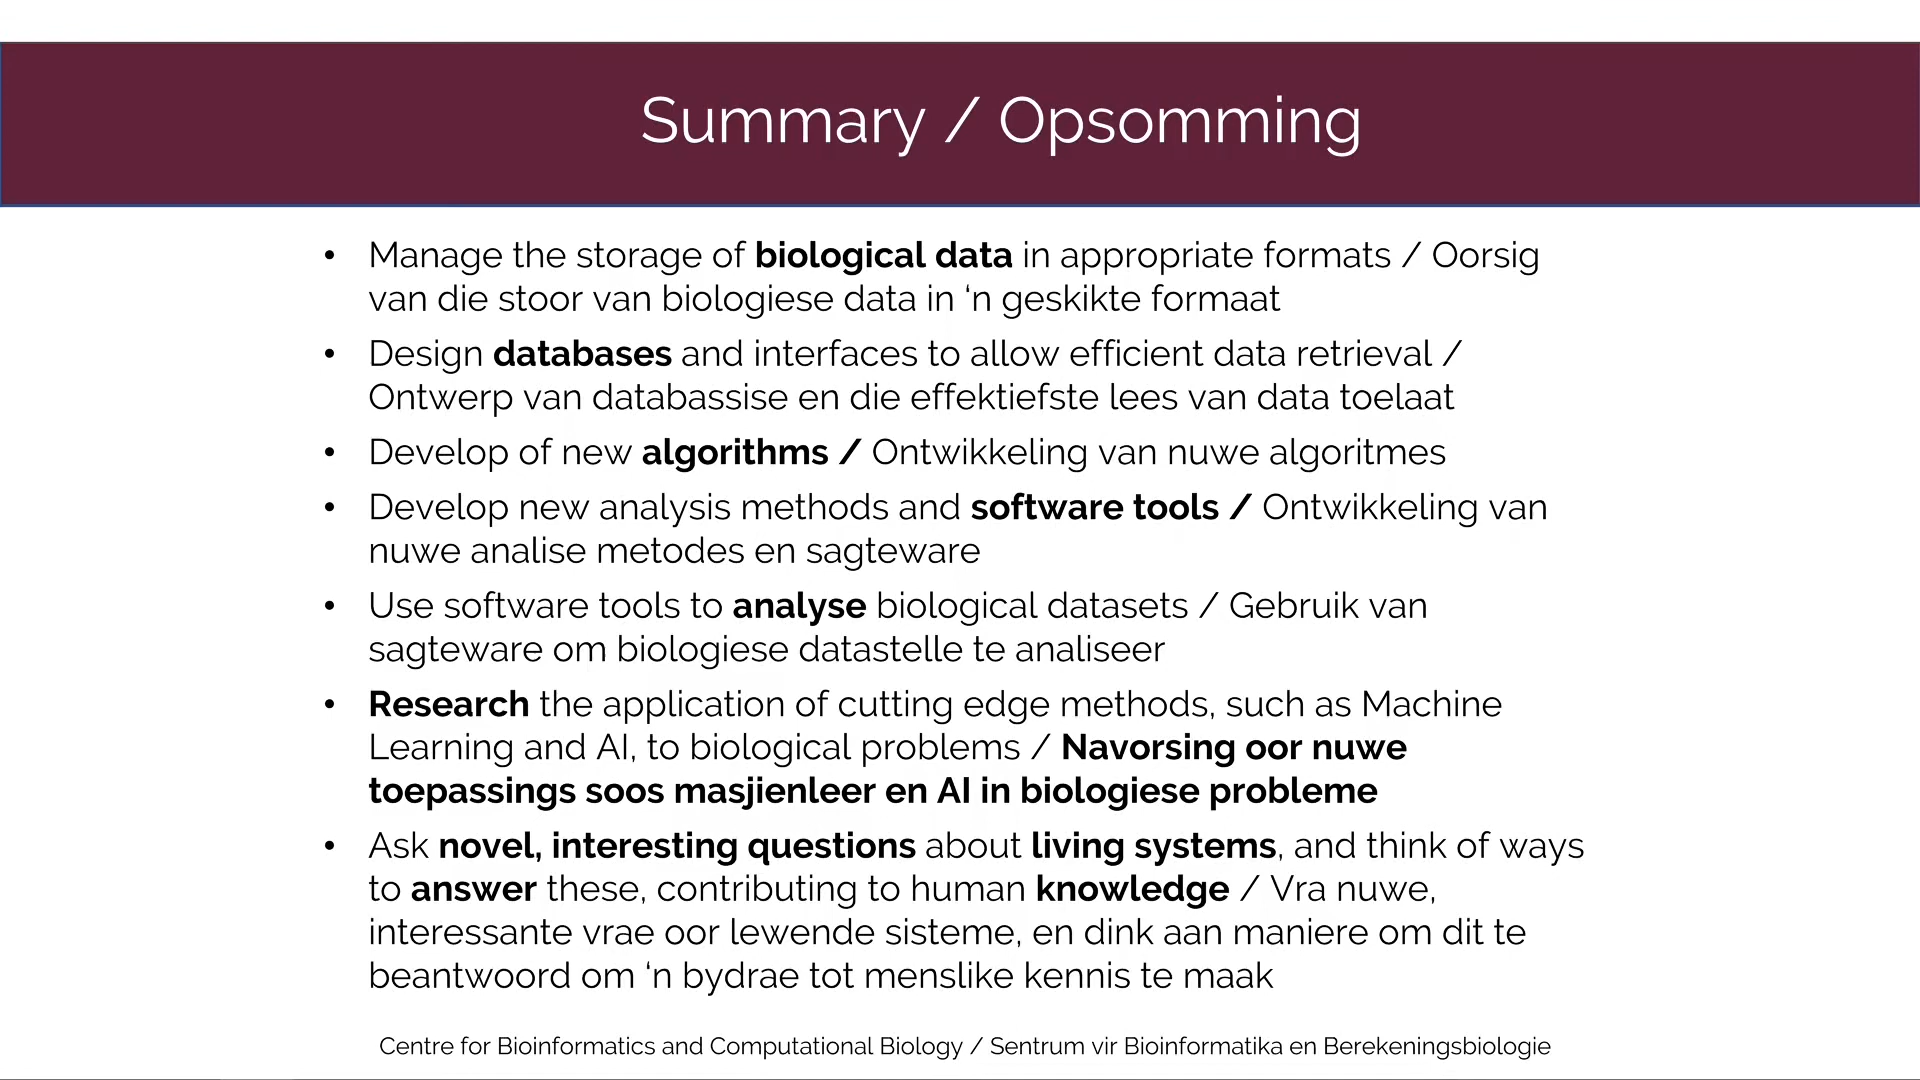 Summary / Opsomming
• Manage the storage of biological data in appropriate formats / Oorsig
van die stoor van biologiese data in ‘n geskikte formaat
• Design databases and interfaces to allow efficient data retrieval /
Ontwerp van databassise en die effektiefste lees van data toelaat
• Develop of new algorithms / Ontwikkeling van nuwe algoritmes
• Develop new analysis methods and software tools / Ontwikkeling van
nuwe analise metodes en sagteware
• Use software tools to analyse biological datasets / Gebruik van
sagteware om biologiese datastelle te analiseer
• Research the application of cutting edge methods, such as Machine
Learning and AI, to biological problems / Navorsing oor nuwe
toepassings soos masjienleer en AI in biologiese probleme
• Ask novel, interesting questions about living systems, and think of ways
to answer these, contributing to human knowledge / Vra nuwe,
interessante vrae oor lewende sisteme, en dink aan maniere om dit te
beantwoord om ‘n bydrae tot menslike kennis te maak
Centre for Bioinformatics and Computational Biology / Sentrum vir Bioinformatika en Berekeningsbiologie